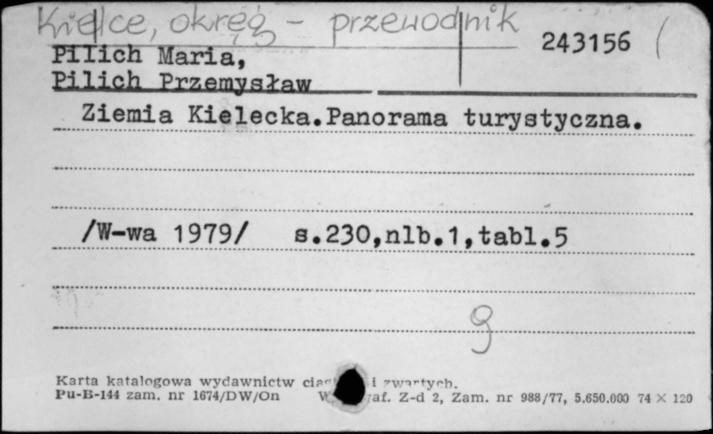 Kielce, okręg - przewodnik
243156
Pilich Maria,
Pilich Przemysław
Ziemia Kielecka.Panorama turystyczna.
/W-wa 1979/ s.230,nlb.1,tabl.5
g
Karta katalogowa wydawnictw i zwartych.
Pu-B-144 zam. nr 1674/DW/On Z-d 2, Zam. nr 988/77, 5.650.000 74 X 120